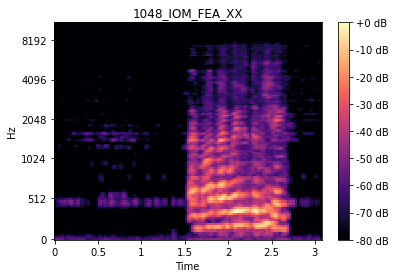 1048_IOM_FEA_XX
+0 dB
8192
-10 dB
4096
-20 dB
-30 dB
2048
Hz
-40 dB
1024
-50 dB
512
-60 dB
-70 dB
0
-80 dB
0 0.5 1 1.5 2 2.5 3
Time